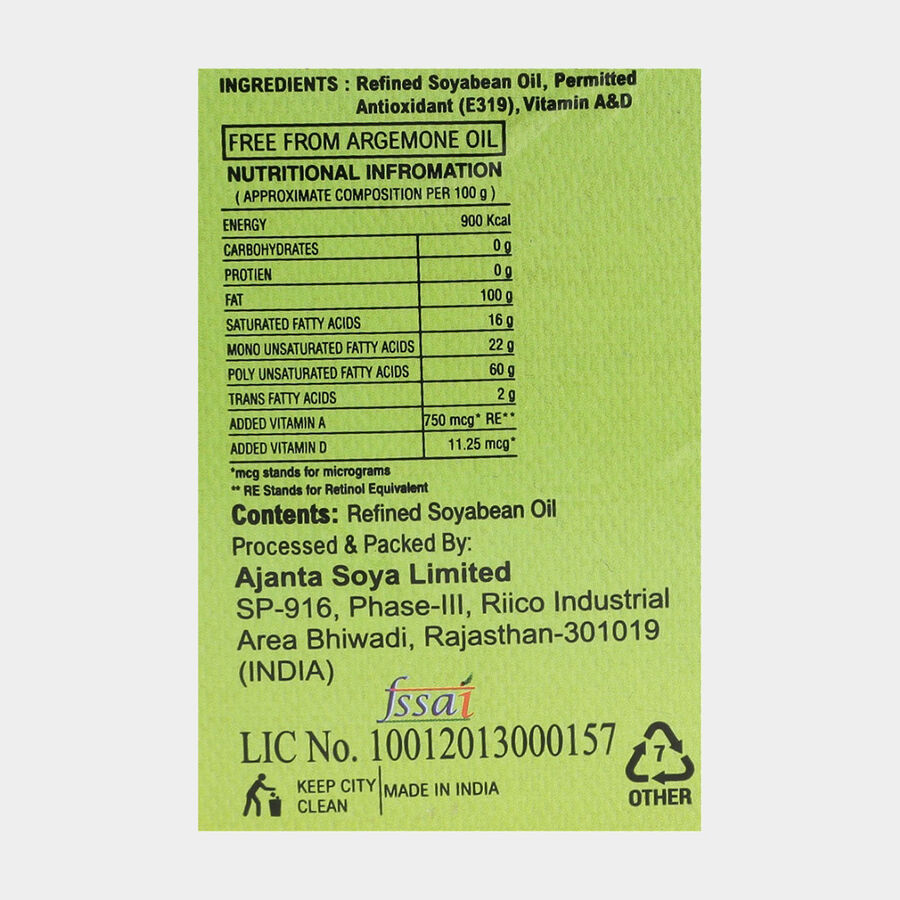 INGREDIENTS : Refined Soyabean Oil, Permitted
Antioxidant (E319), Vitamin A&D
FREE FROM ARGEMONE OIL
NUTRITIONAL INFROMATION
( APPROXIMATE COMPOSITION PER 100 g )
ENERGY 900 Kcal
CARBOHYDRATES 0 g
PROTIEN 0 g
FAT 100 g
SATURATED FATTY ACIDS 16 g
MONO UNSATURATED FATTY ACIDS 22 g
POLY UNSATURATED FATTY ACIDS 60 g
TRANS FATTY ACIDS 2 g
ADDED VITAMIN A 750 mcg* RE**
ADDED VITAMIN D 11.25 mcg*
*mcg stands for micrograms
** RE Stands for Retinol Equivalent
Contents: Refined Soyabean Oil
Processed & Packed By:
Ajanta Soya Limited
SP-916, Phase-III, Riico Industrial
Area Bhiwadi, Rajasthan-301019
(INDIA)
fssai
LIC No. 10012013000157
7
OTHER
KEEP CITY
CLEAN
MADE IN INDIA